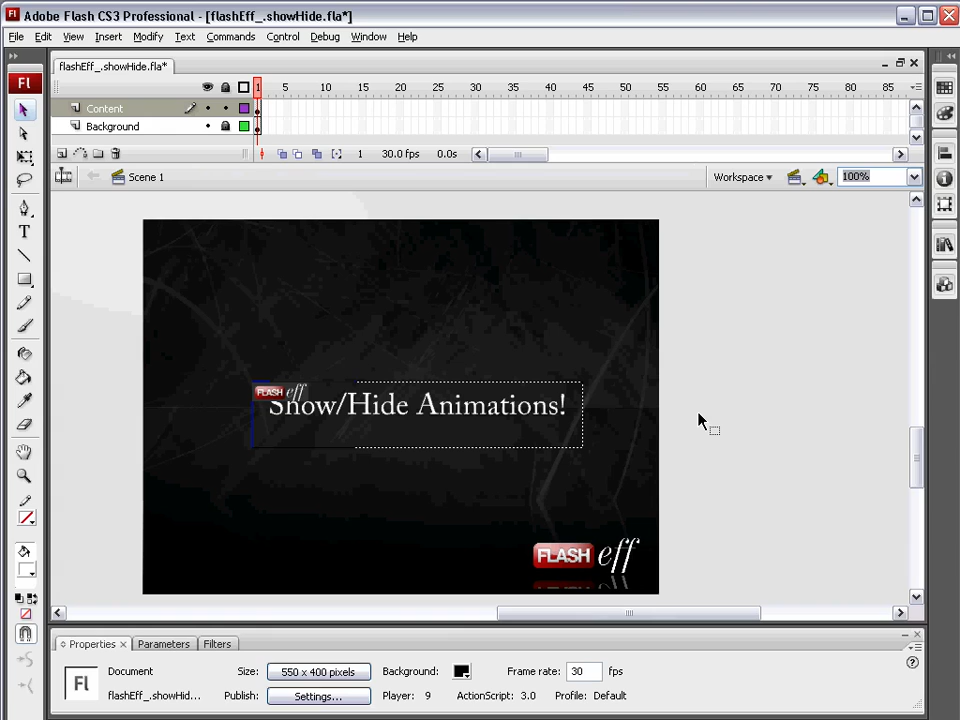 Adobe Flash CS3 Professional - [flashEff_.showHide.fla*]
File Edit View Insert Modify Text Commands Control Debug Window Help
flashEff_.showHide.fla*
Fl
1 5 10 15 20 25 30 35 40 45 50 55 60 65 70 75 80 85
Content
Background
1 30.0 fps 0.0s
Scene 1
Workspace
100%
FLASH eff
Show/Hide Animations!
FLASH eff
Properties Parameters Filters
Document Size: 550 x 400 pixels Background: Frame rate: 30 fps
Fl
flashEff_.showHid... Publish: Settings... Player: 9 ActionScript: 3.0 Profile: Default